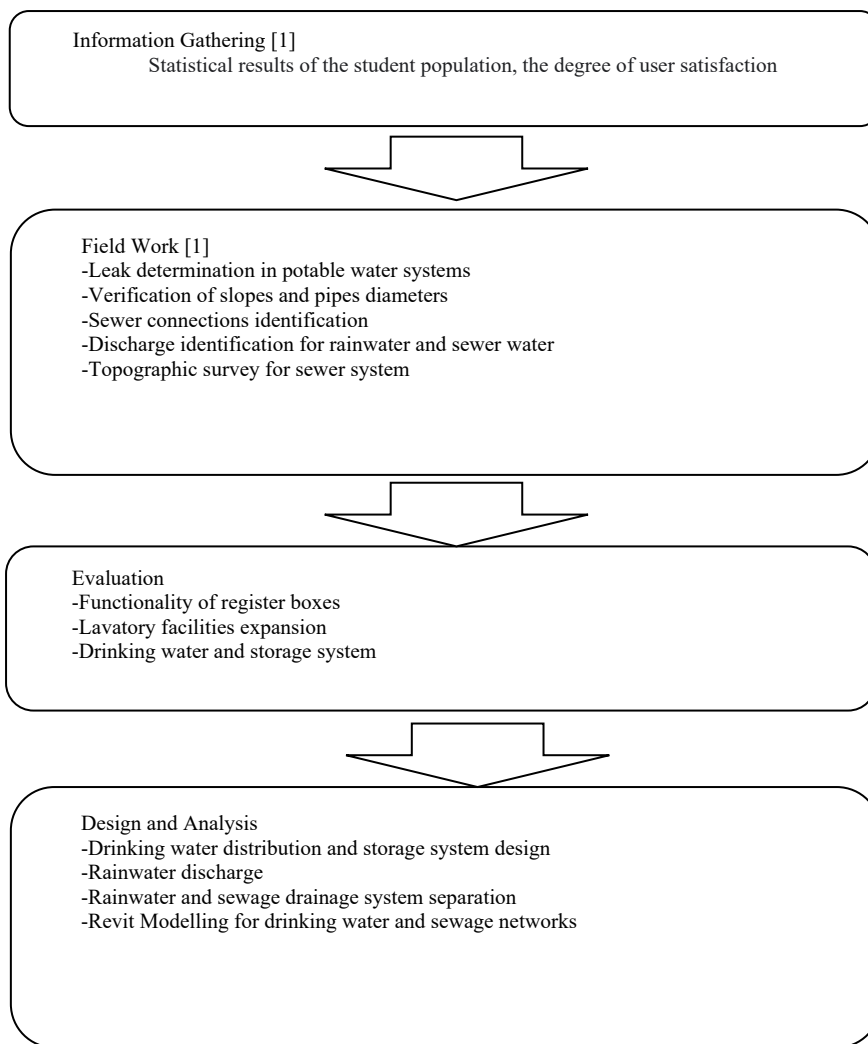 Information Gathering [1]
Statistical results of the student population, the degree of user satisfaction
Field Work [1]
-Leak determination in potable water systems
-Verification of slopes and pipes diameters
-Sewer connections identification
-Discharge identification for rainwater and sewer water
-Topographic survey for sewer system
Evaluation
-Functionality of register boxes
-Lavatory facilities expansion
-Drinking water and storage system
Design and Analysis
-Drinking water distribution and storage system design
-Rainwater discharge
-Rainwater and sewage drainage system separation
-Revit Modelling for drinking water and sewage networks